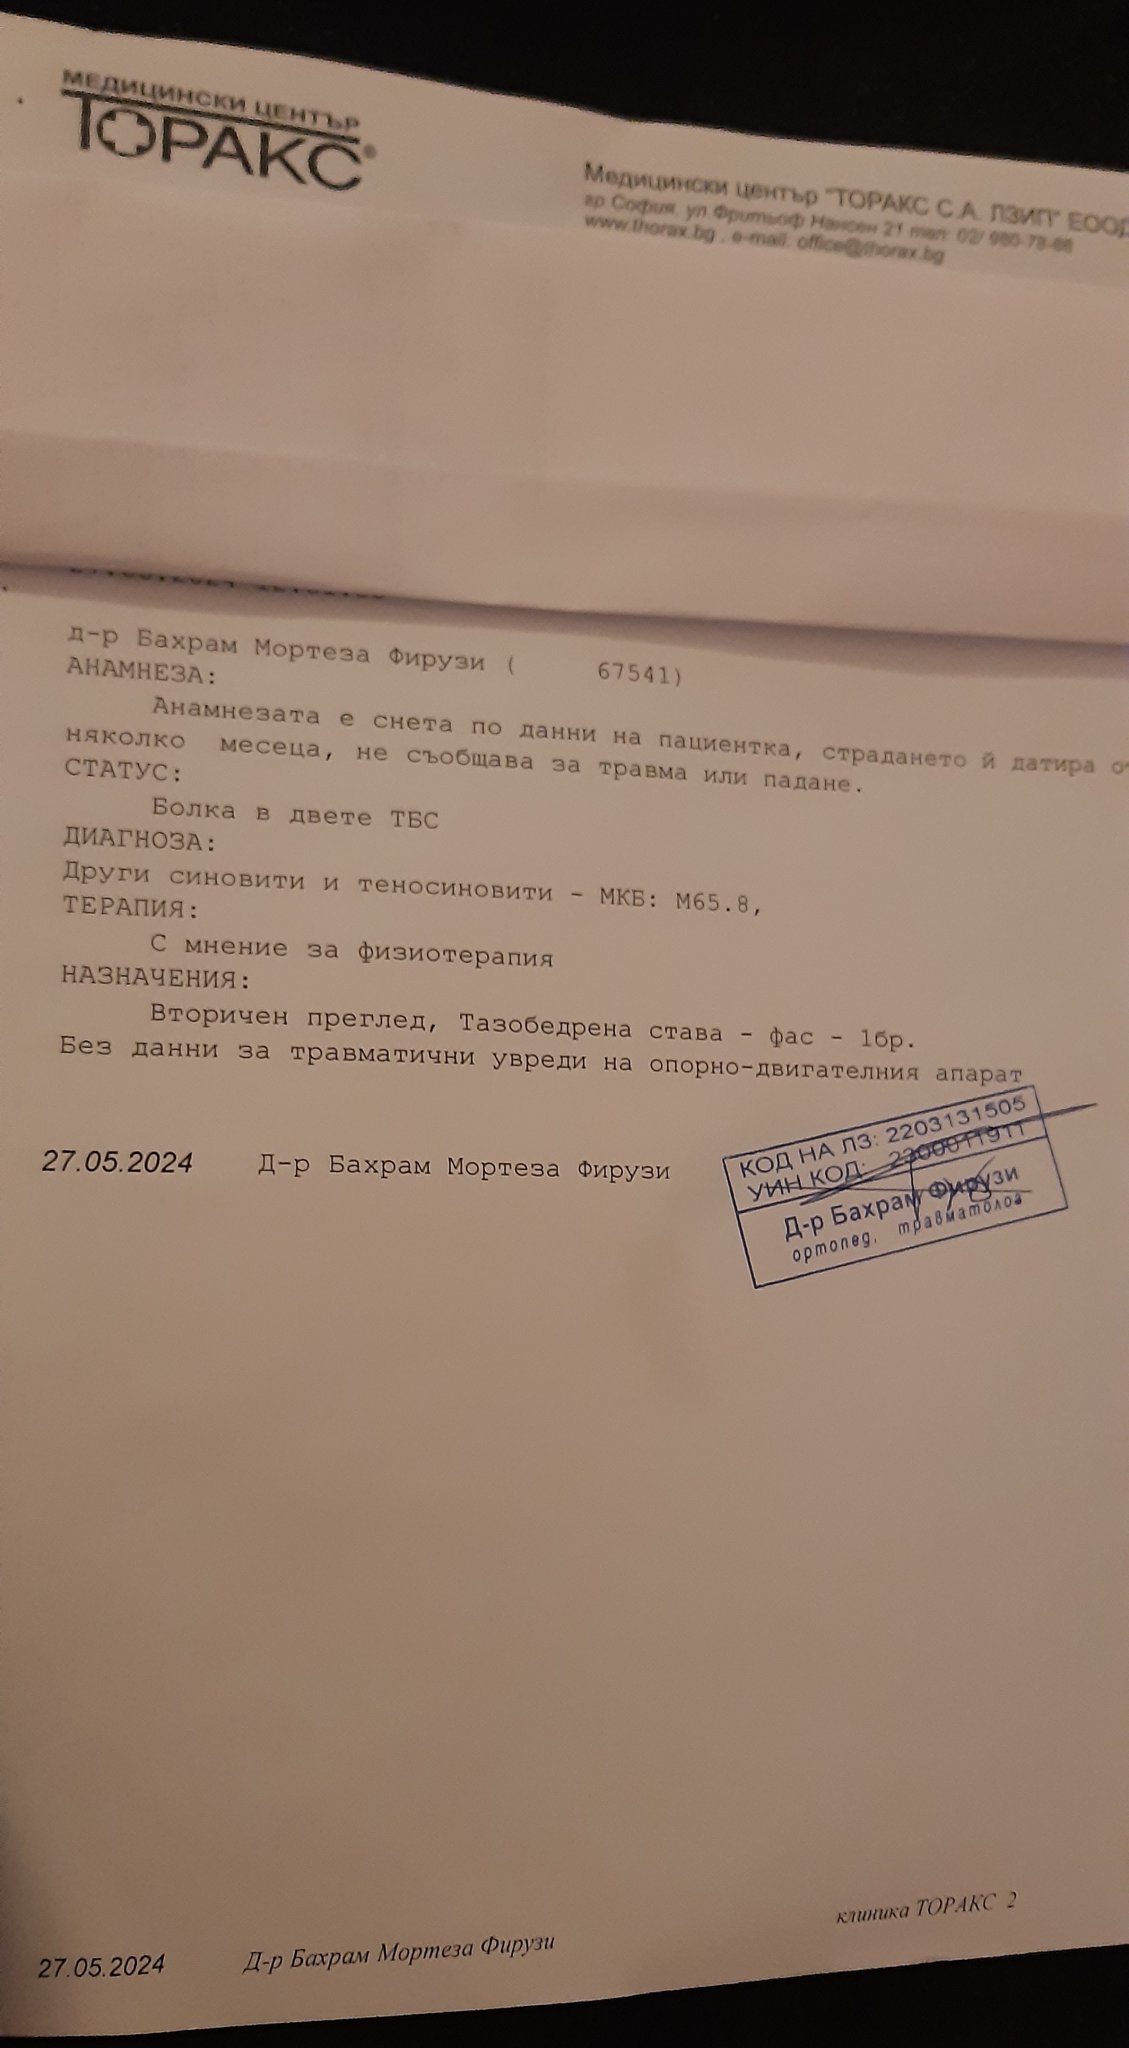 МЕДИЦИНСКИ ЦЕНТЪР
ТОРАКС®
Медицински център "ТОРАКС С.А. ЛЗИП" ЕООД
гр.София, ул.Фритьоф Нансен 21 тел: 02/ 980-78-88
www.thorax.bg , e-mail: office@thorax.bg
д-р Бахрам Мортеза Фирузи ( 67541)
АНАМНЕЗА:
Анамнезата е снета по данни на пациентка, страдането й датира от
няколко месеца, не съобщава за травма или падане.
СТАТУС:
Болка в двете ТБС
ДИАГНОЗА:
Други синовити и теносиновити - МКБ: M65.8,
ТЕРАПИЯ:
С мнение за физиотерапия
НАЗНАЧЕНИЯ:
Вторичен преглед, Тазобедрена става - фас - 1бр.
Без данни за травматични увреди на опорно-двигателния апарат
КОД НА ЛЗ: 2203131505
УИН КОД: 2300011911
27.05.2024 Д-р Бахрам Мортеза Фирузи
Д-р Бахрам Фирузи
ортопед, травматолог
клиника ТОРАКС 2
27.05.2024 Д-р Бахрам Мортеза Фирузи